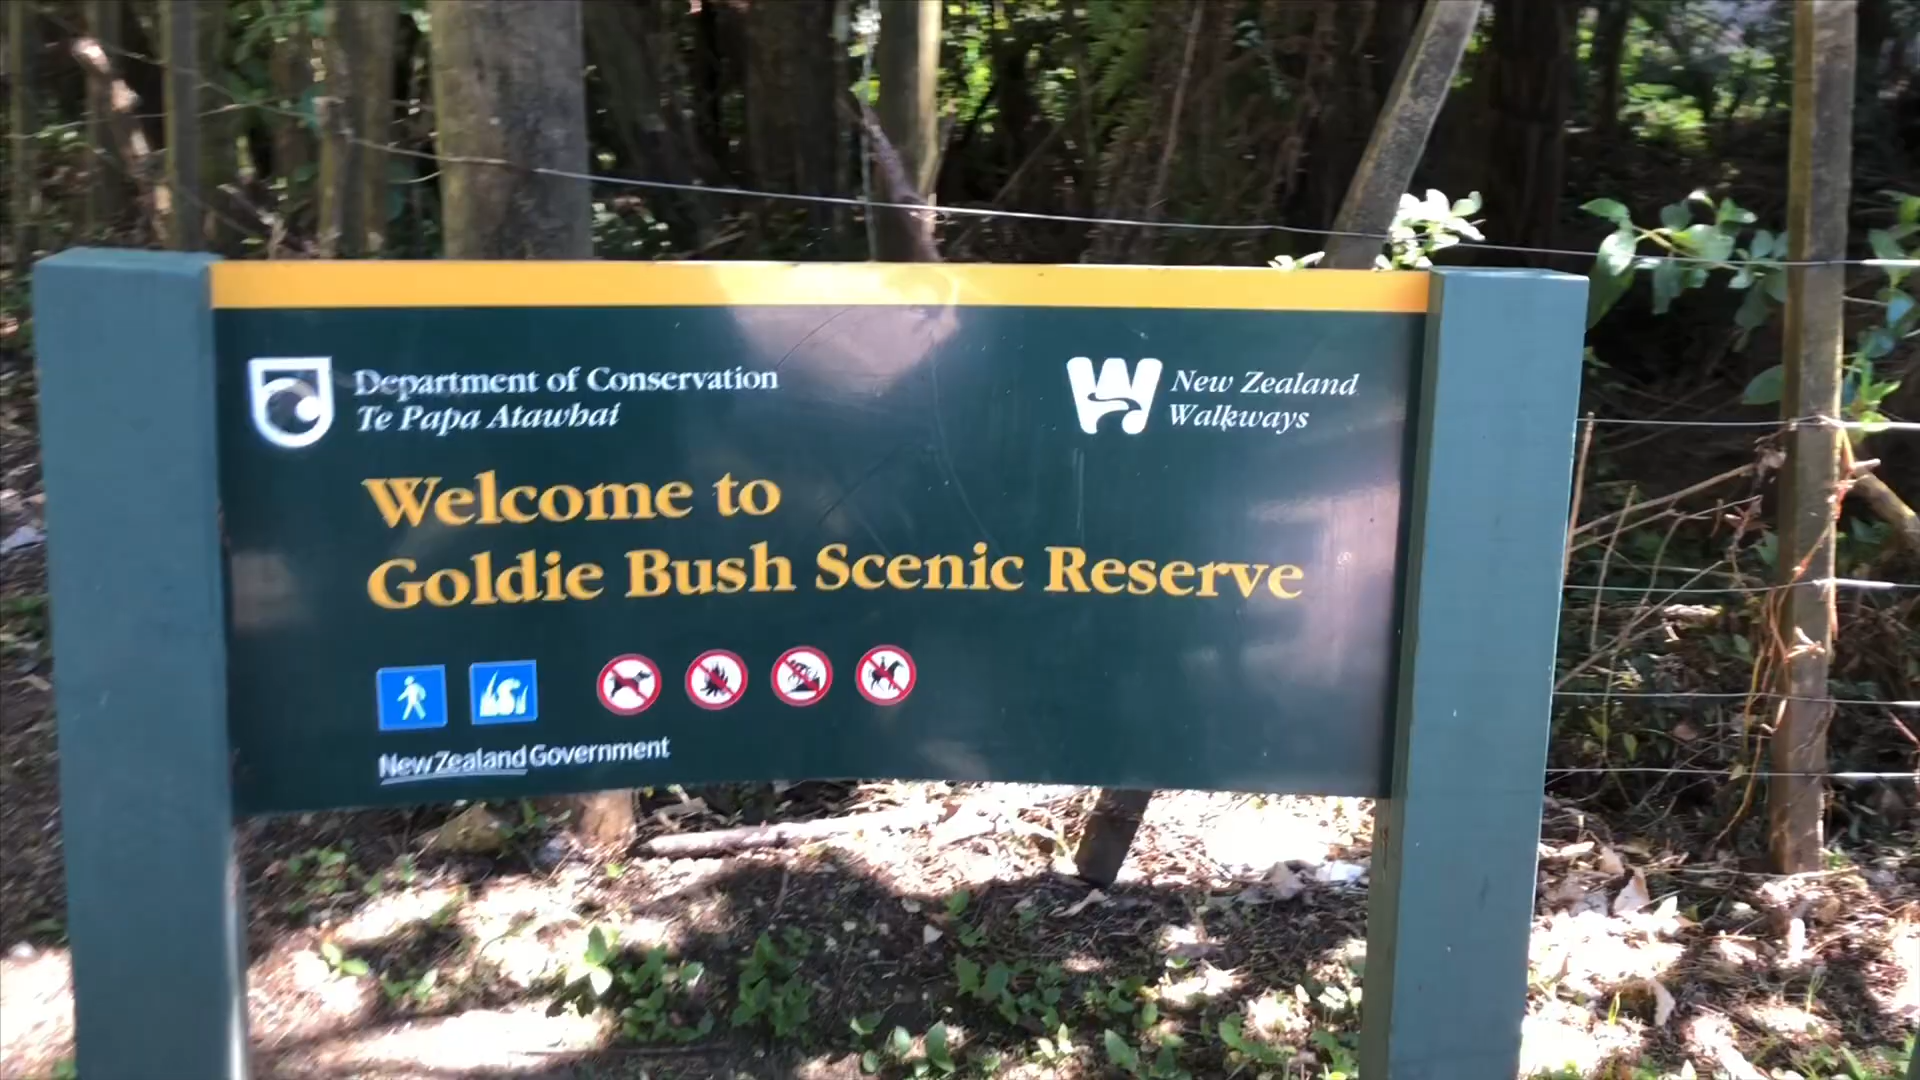 Department of Conservation
Te Papa Atawhai
New Zealand
Walkways
Welcome to
Goldie Bush Scenic Reserve
New Zealand Government